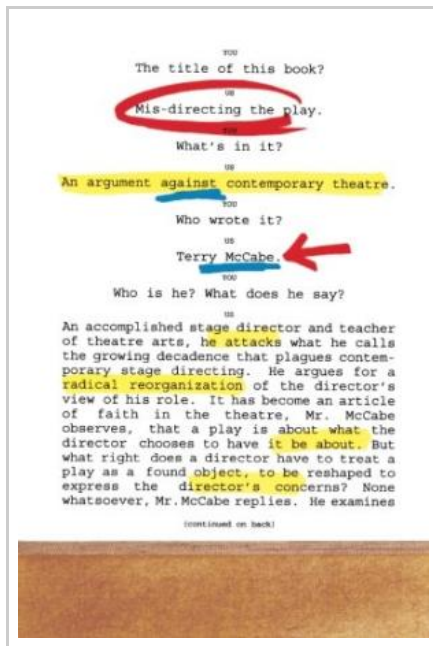 YOU
The title of this book?
US
Mis-directing the play.
YOU
What's in it?
US
An argument against contemporary theatre.
YOU
Who wrote it?
US
Terry McCabe.
YOU
Who is he? What does he say?
US
An accomplished stage director and teacher
of theatre arts, he attacks what he calls
the growing decadence that plagues contem-
porary stage directing. He argues for a
radical reorganization of the director's
view of his role. It has become an article
of faith in the theatre, Mr. McCabe
observes, that a play is about what the
director chooses to have it be about. But
what right does a director have to treat a
play as a found object, to be reshaped to
express the director's concerns? None
whatsoever, Mr. McCabe replies. He examines
(continued on back)